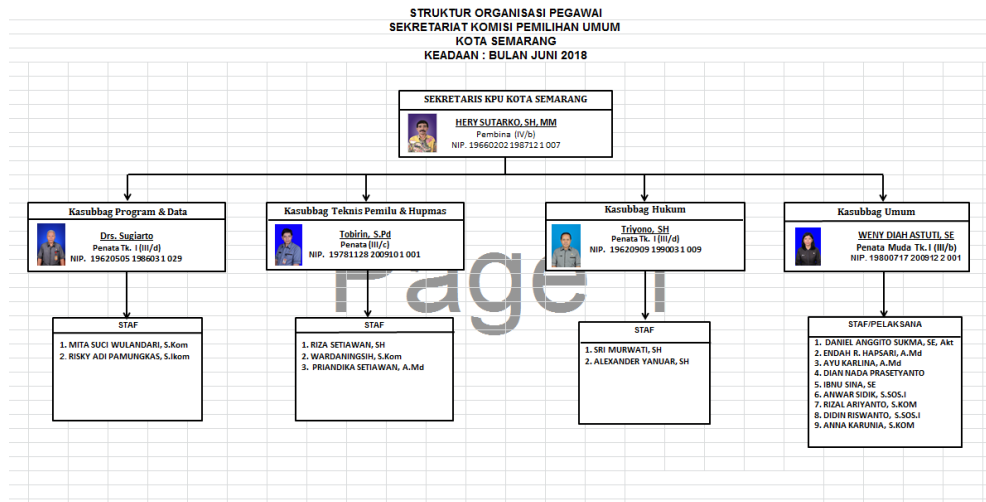 STRUKTUR ORGANISASI PEGAWAI
SEKRETARIAT KOMISI PEMILIHAN UMUM
KOTA SEMARANG
KEADAAN : BULAN JUNI 2018
SEKRETARIS KPU KOTA SEMARANG
HERY SUTARKO, SH, MM
Pembina (IV/b)
NIP. 19660202 198712 1 007
Kasubbag Program & Data
Drs. Sugiarto
Penata Tk. I (III/d)
NIP. 19620505 198603 1 029
Kasubbag Teknis Pemilu & Hupmas
Tobirin, S.Pd
Penata (III/c)
NIP. 19781128 200910 1 001
Kasubbag Hukum
Triyono, SH
Penata Tk. I (III/d)
NIP. 19620909 199003 1 009
Kasubbag Umum
WENY DIAH ASTUTI, SE
Penata Muda Tk. I (III/b)
NIP. 19800717 200912 2 001
Page 1
STAF
1. MITA SUCI WULANDARI, S.Kom
2. RISKY ADI PAMUNGKAS, S.Ikom
STAF
1. RIZA SETIAWAN, SH
2. WARDANINGSIH, S.Kom
3. PRIANDIKA SETIAWAN, A.Md
STAF
1. SRI MURWATI, SH
2. ALEXANDER YANUAR, SH
STAF/PELAKSANA
1. DANIEL ANGGITO SUKMA, SE, Akt
2. ENDAH R. HAPSARI, A.Md
3. AYU KARLINA, A.Md
4. DIAN NADA PRASETYANTO
5. IBNU SINA, SE
6. ANWAR SIDIK, S.SOS.I
7. RIZAL ARIYANTO, S.KOM
8. DIDIN RISWANTO, S.SOS.I
9. ANNA KARUNIA, S.KOM